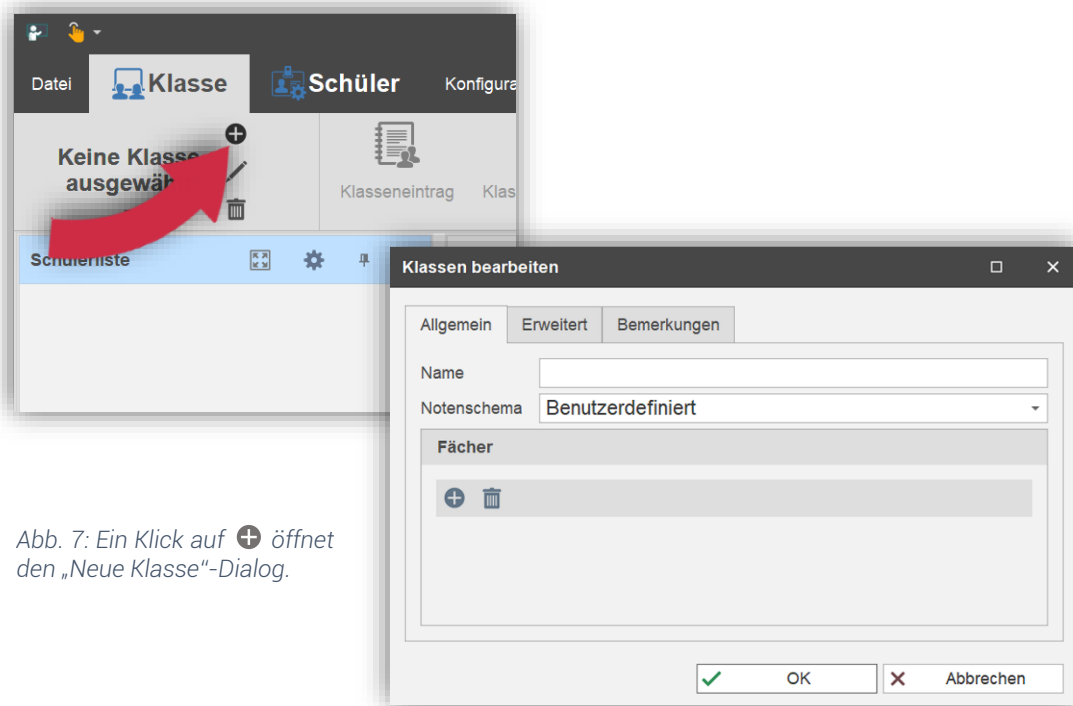 Datei Klasse Schüler Konfigura
Keine Klasse
ausgewäh
Klasseneintrag Klas
Schülerliste
Klassen bearbeiten
Allgemein Erweitert Bemerkungen
Name
Notenschema Benutzerdefiniert
Fächer
OK Abbrechen
Abb. 7: Ein Klick auf öffnet
den „Neue Klasse“-Dialog.